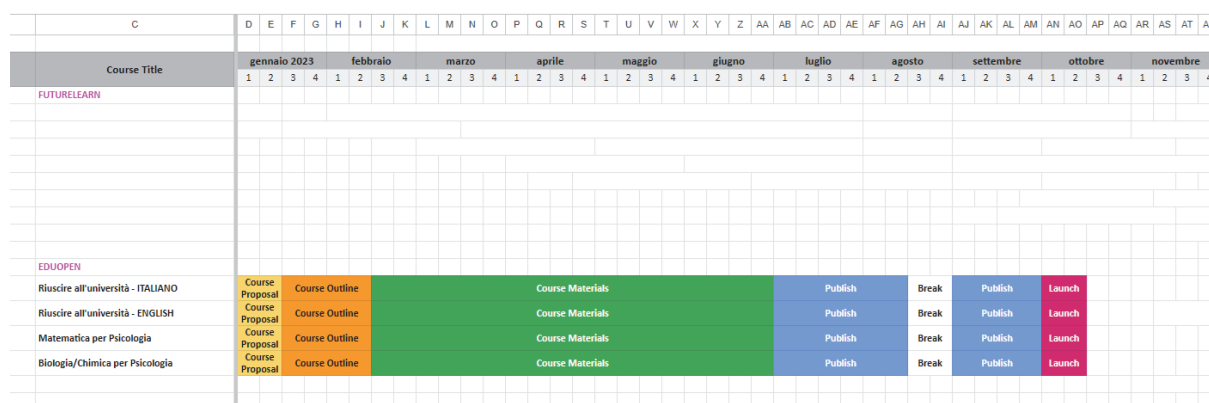 C D E F G H I J K L M N O P Q R S T U V W X Y Z AA AB AC AD AE AF AG AH AI AJ AK AL AM AN AO AP AQ AR AS AT
Course Title gennaio 2023 febbraio marzo aprile maggio giugno luglio agosto settembre ottobre novembre
1 2 3 4 1 2 3 4 1 2 3 4 1 2 3 4 1 2 3 4 1 2 3 4 1 2 3 4 1 2 3 4 1 2 3 4 1 2 3 4 1 2 3
FUTURELEARN
EDUOPEN
Riuscire all'università - ITALIANO Course Proposal Course Outline Course Materials Publish Break Publish Launch
Riuscire all'università - ENGLISH Course Proposal Course Outline Course Materials Publish Break Publish Launch
Matematica per Psicologia Course Proposal Course Outline Course Materials Publish Break Publish Launch
Biologia/Chimica per Psicologia Course Proposal Course Outline Course Materials Publish Break Publish Launch